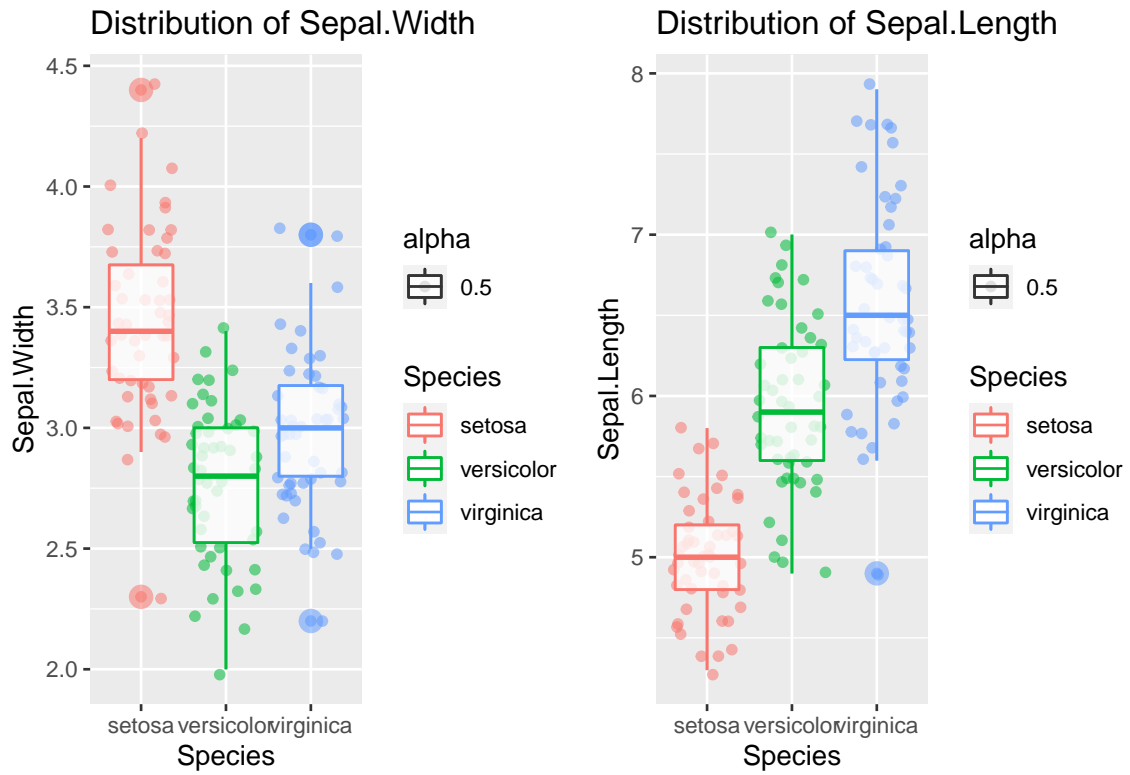 Distribution of Sepal.Width
Sepal.Width
4.5
4.0
3.5
3.0
2.5
2.0
setosa versicolor virginica
Species
alpha
0.5
Species
setosa
versicolor
virginica
Distribution of Sepal.Length
Sepal.Length
8
7
6
5
setosa versicolor virginica
Species
alpha
0.5
Species
setosa
versicolor
virginica